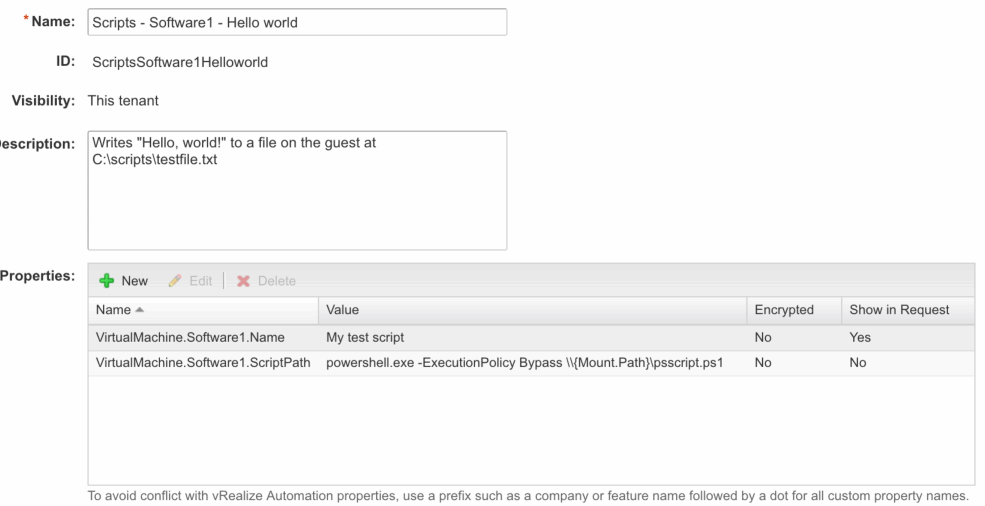 *Name: Scripts - Software1 - Hello world
ID: ScriptsSoftware1Helloworld
Visibility: This tenant
escription: Writes "Hello, world!" to a file on the guest at
C:\scripts\testfile.txt
Properties: New Edit Delete
Name Value Encrypted Show in Request
VirtualMachine.Software1.Name My test script No Yes
VirtualMachine.Software1.ScriptPath powershell.exe -ExecutionPolicy Bypass \\{Mount.Path}\psscript.ps1 No No
To avoid conflict with vRealize Automation properties, use a prefix such as a company or feature name followed by a dot for all custom property names.